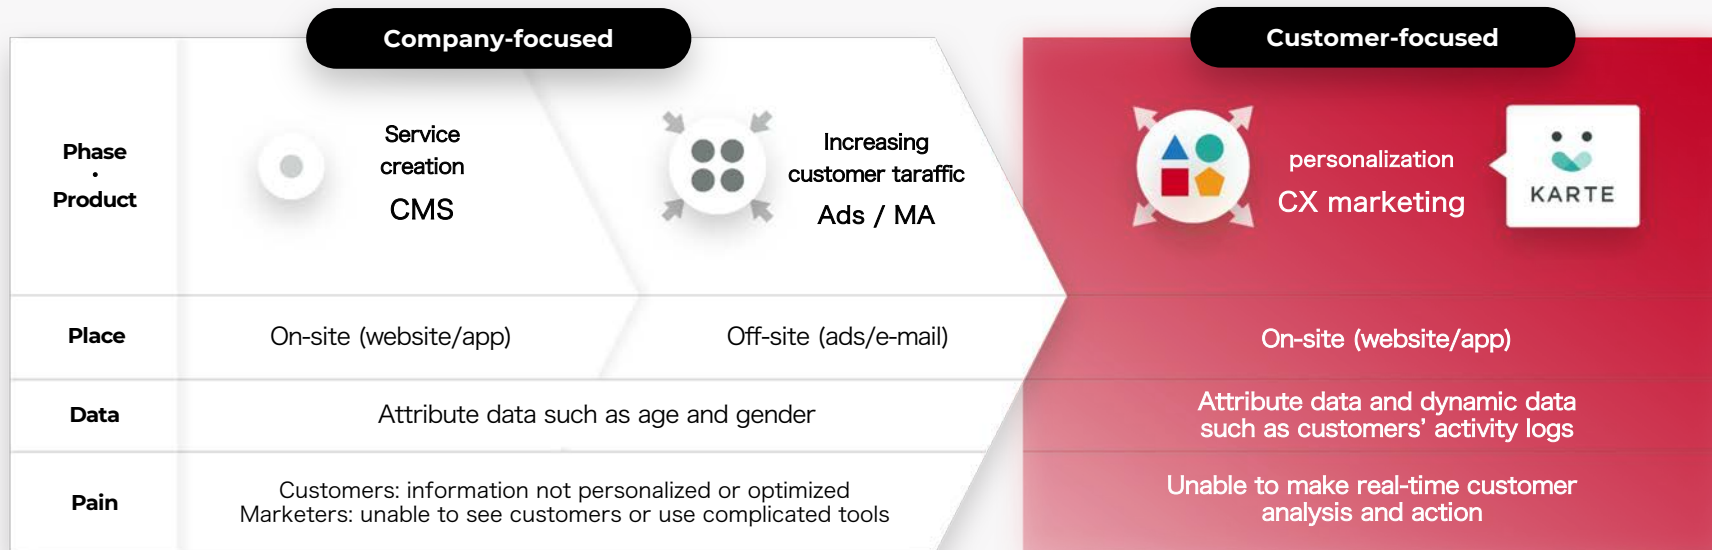 Company-focused
Customer-focused
Phase
・
Product
Service
creation
CMS
Increasing
customer taraffic
Ads / MA
personalization
CX marketing
KARTE
Place
On-site (website/app)
Off-site (ads/e-mail)
On-site (website/app)
Data
Attribute data such as age and gender
Attribute data and dynamic data
such as customers’ activity logs
Pain
Customers: information not personalized or optimized
Marketers: unable to see customers or use complicated tools
Unable to make real-time customer
analysis and action